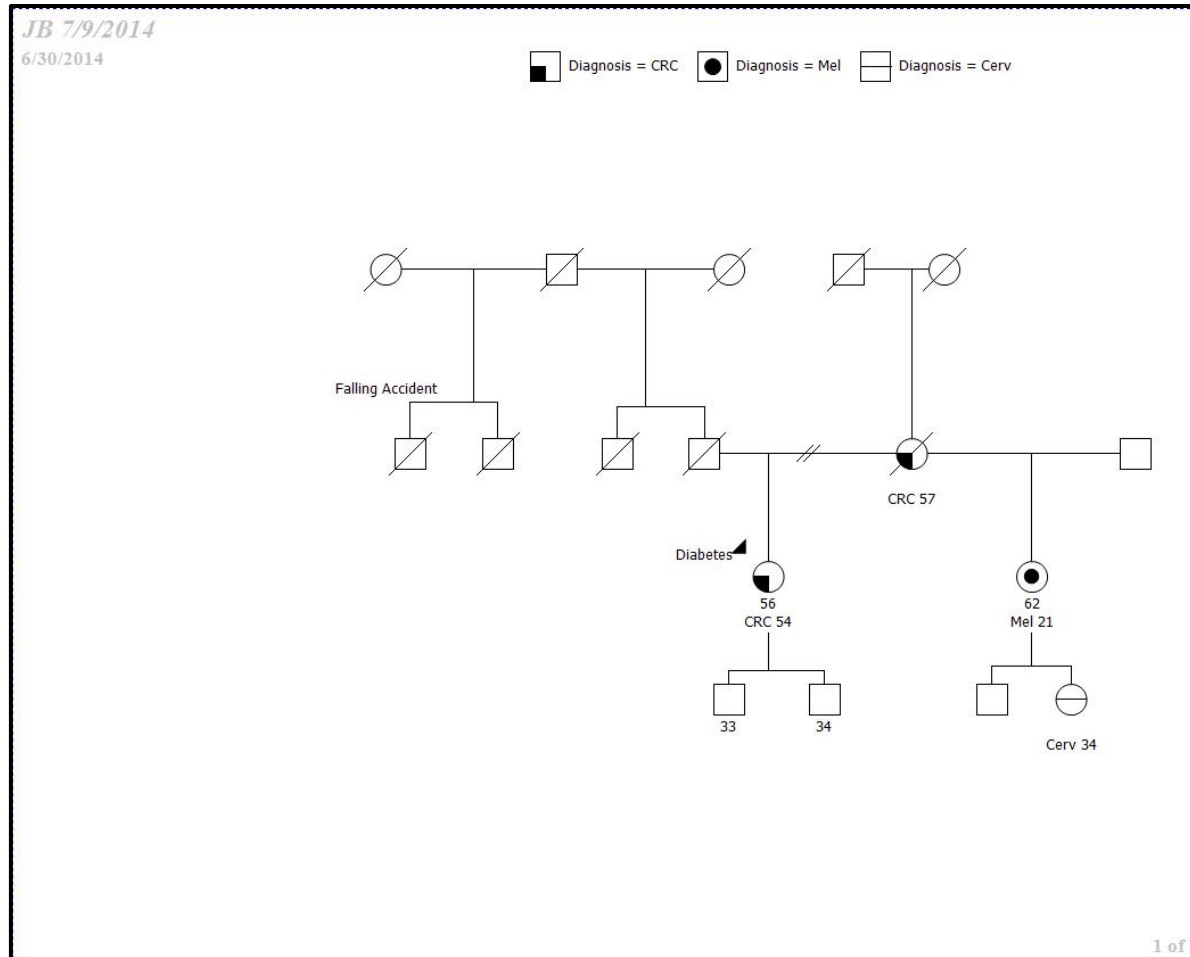 JB 7/9/2014
6/30/2014
Diagnosis = CRC Diagnosis = Mel Diagnosis = Cerv
Falling Accident
CRC 57
Diabetes
56 62
CRC 54 Mel 21
33 34
Cerv 34
1 of